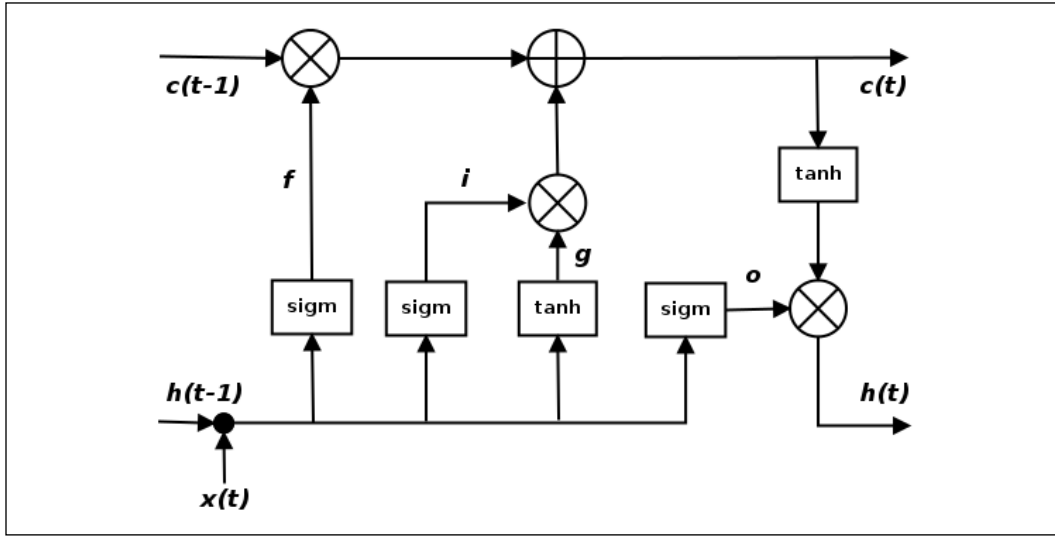 c(t-1)
c(t)
tanh
f
i
g
o
sigm
sigm
tanh
sigm
h(t-1)
h(t)
x(t)